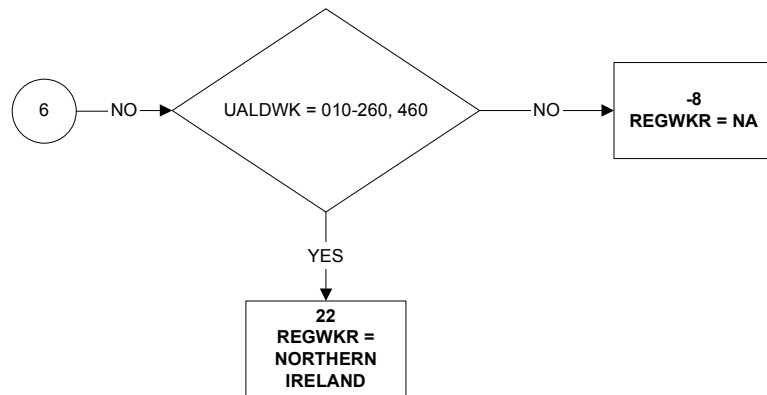 6
NO
UALDWK = 010-260, 460
NO
-8
REGWKR = NA
YES
22
REGWKR =
NORTHERN
IRELAND